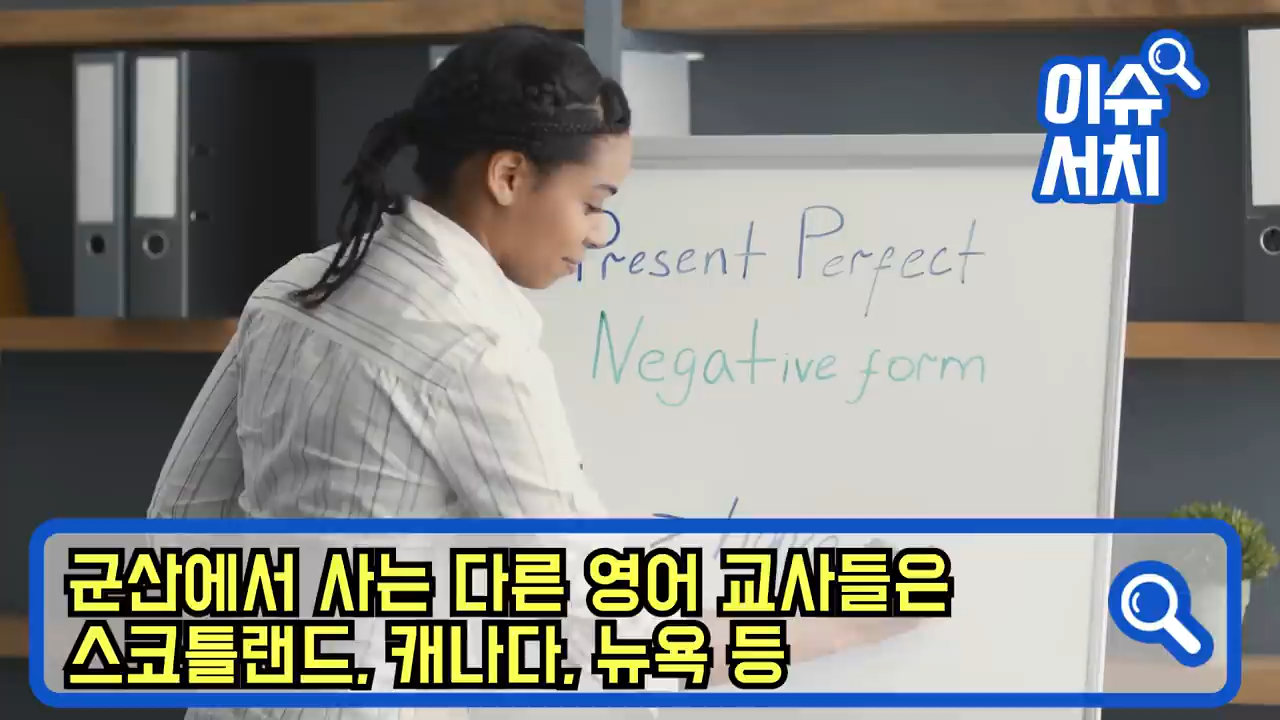 이슈
서치
Present Perfect
Negative form
군산에서 사는 다른 영어 교사들은
스코틀랜드, 캐나다, 뉴욕 등